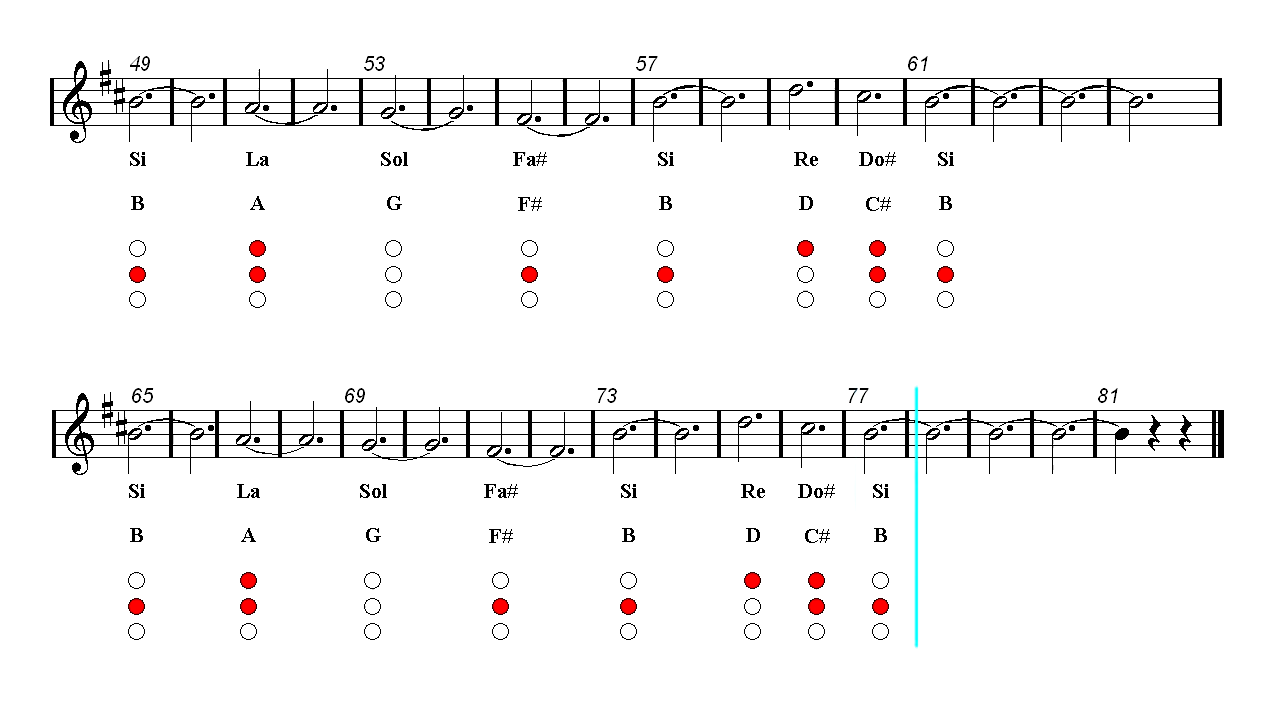 49 53 57 61
Si La Sol Fa# Si Re Do# Si
B A G F# B D C# B
65 69 73 77 81
Si La Sol Fa# Si Re Do# Si
B A G F# B D C# B